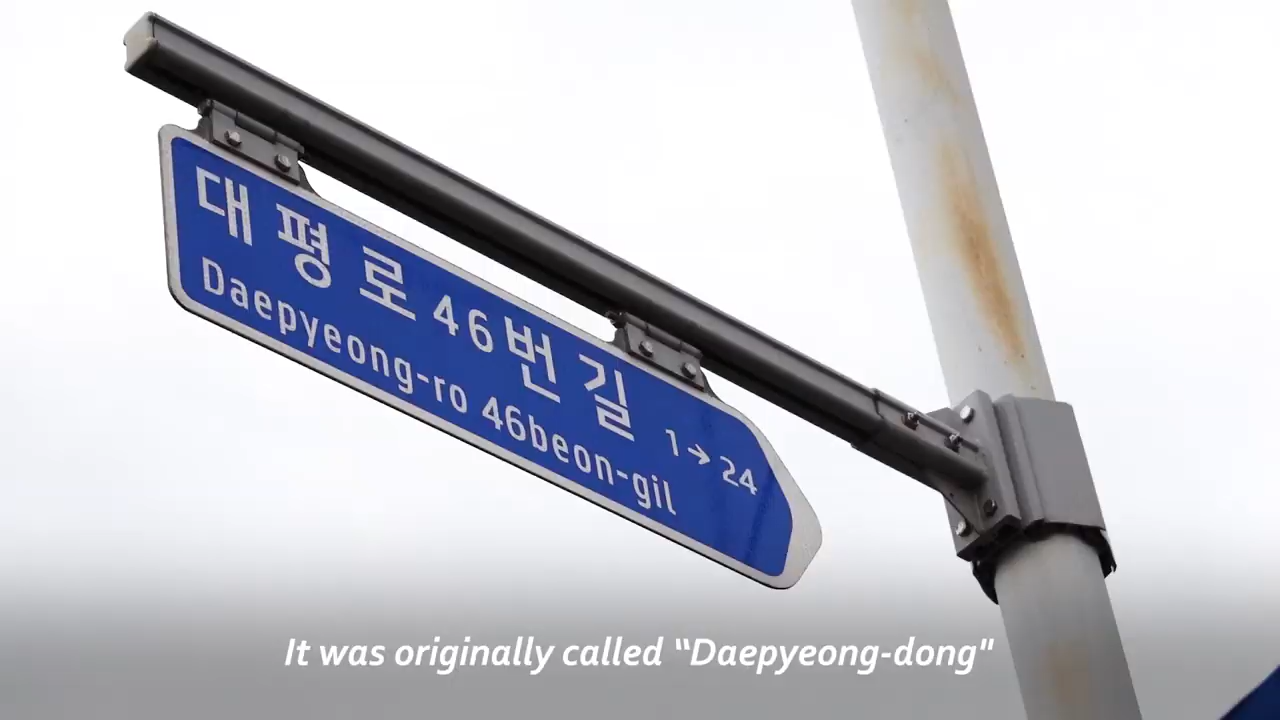 대평로 46번길
Daepyeong-ro 46beon-gil
1→24
It was originally called “Daepyeong-dong"